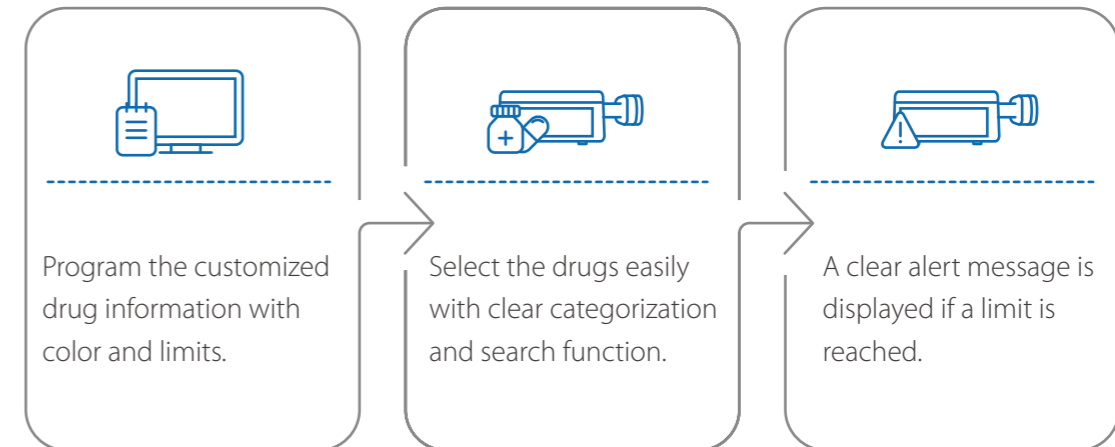 Program the customized
drug information with
color and limits.
Select the drugs easily
with clear categorization
and search function.
A clear alert message is
displayed if a limit is
reached.